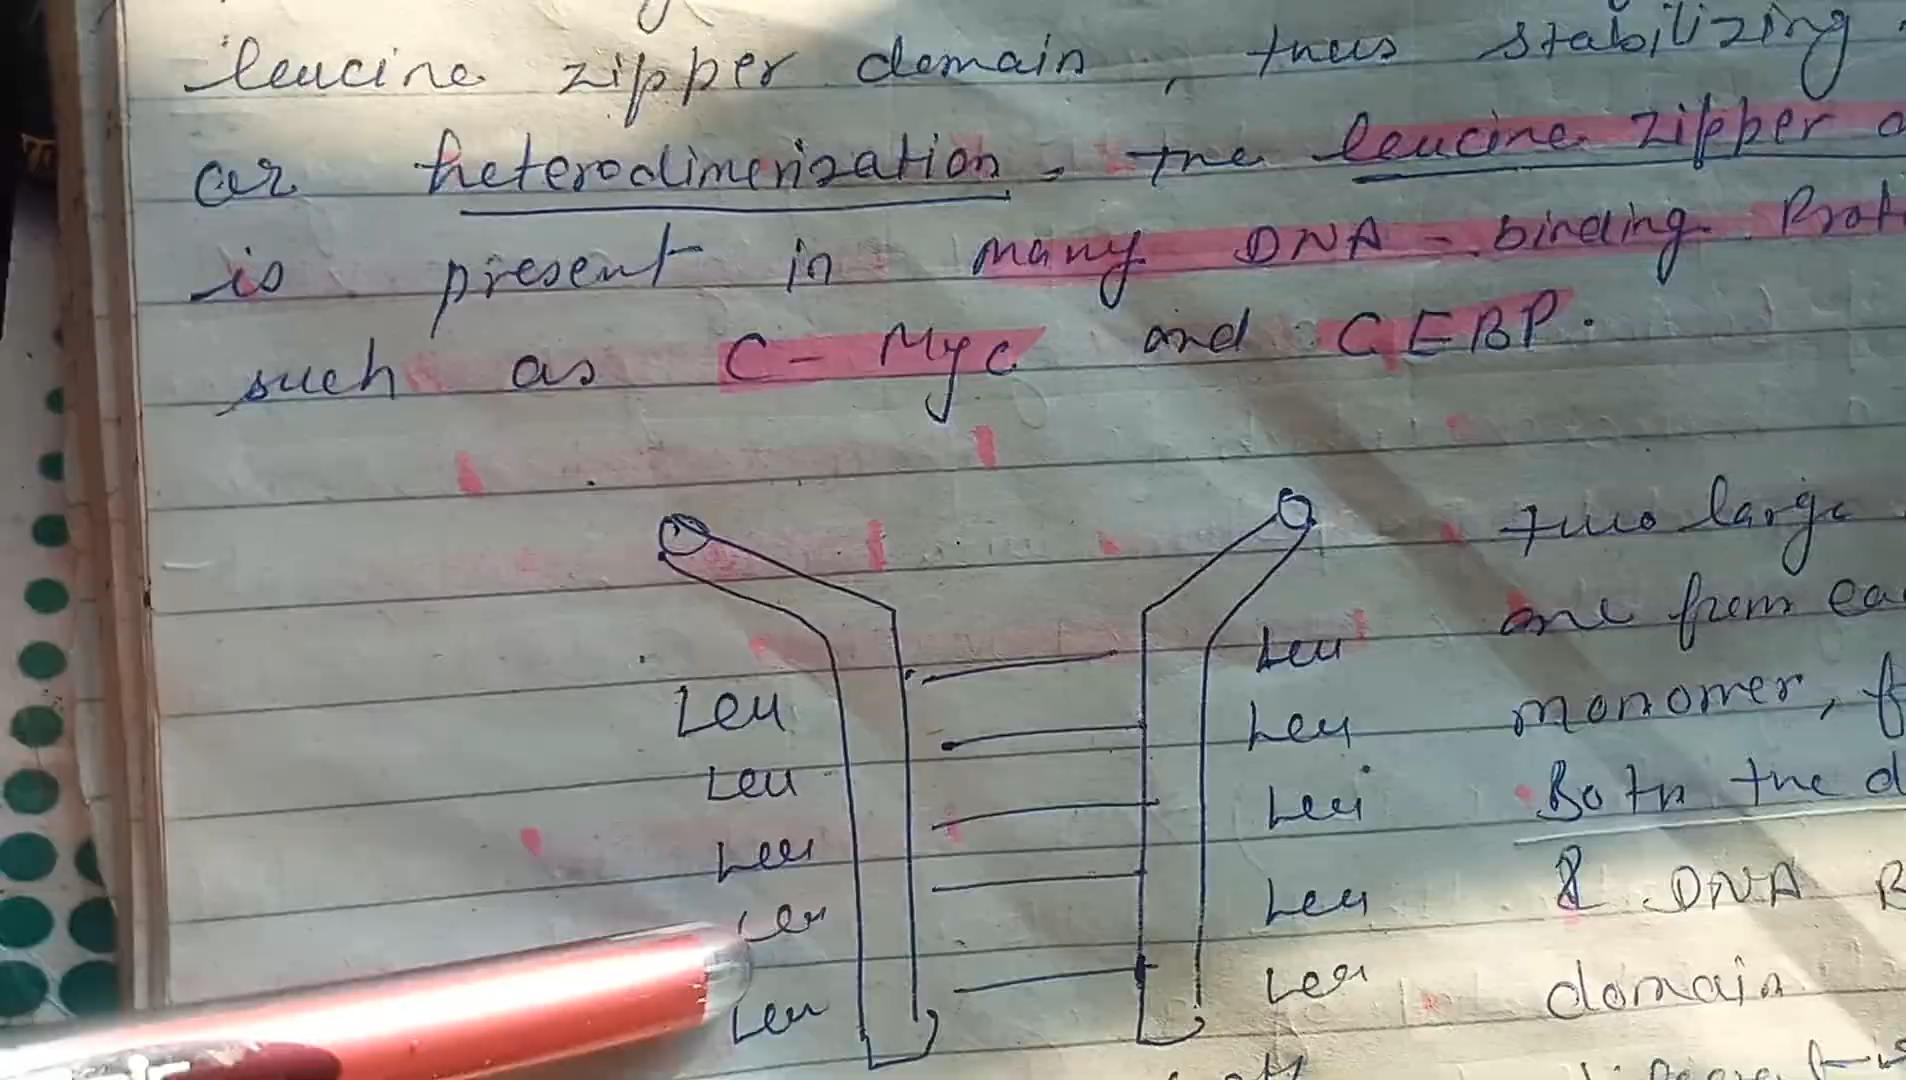 leucine zipper domain, thus stabilizing
or heterodimerization. the leucine zipper
is present in many DNA-binding Prot
such as C-Myc and CEBP.
two large
Leu one from ea
Leu Leu monomer, f
Leu Leu Both the d
Leu Leu & DNA B
Leu Leu domain
Leu